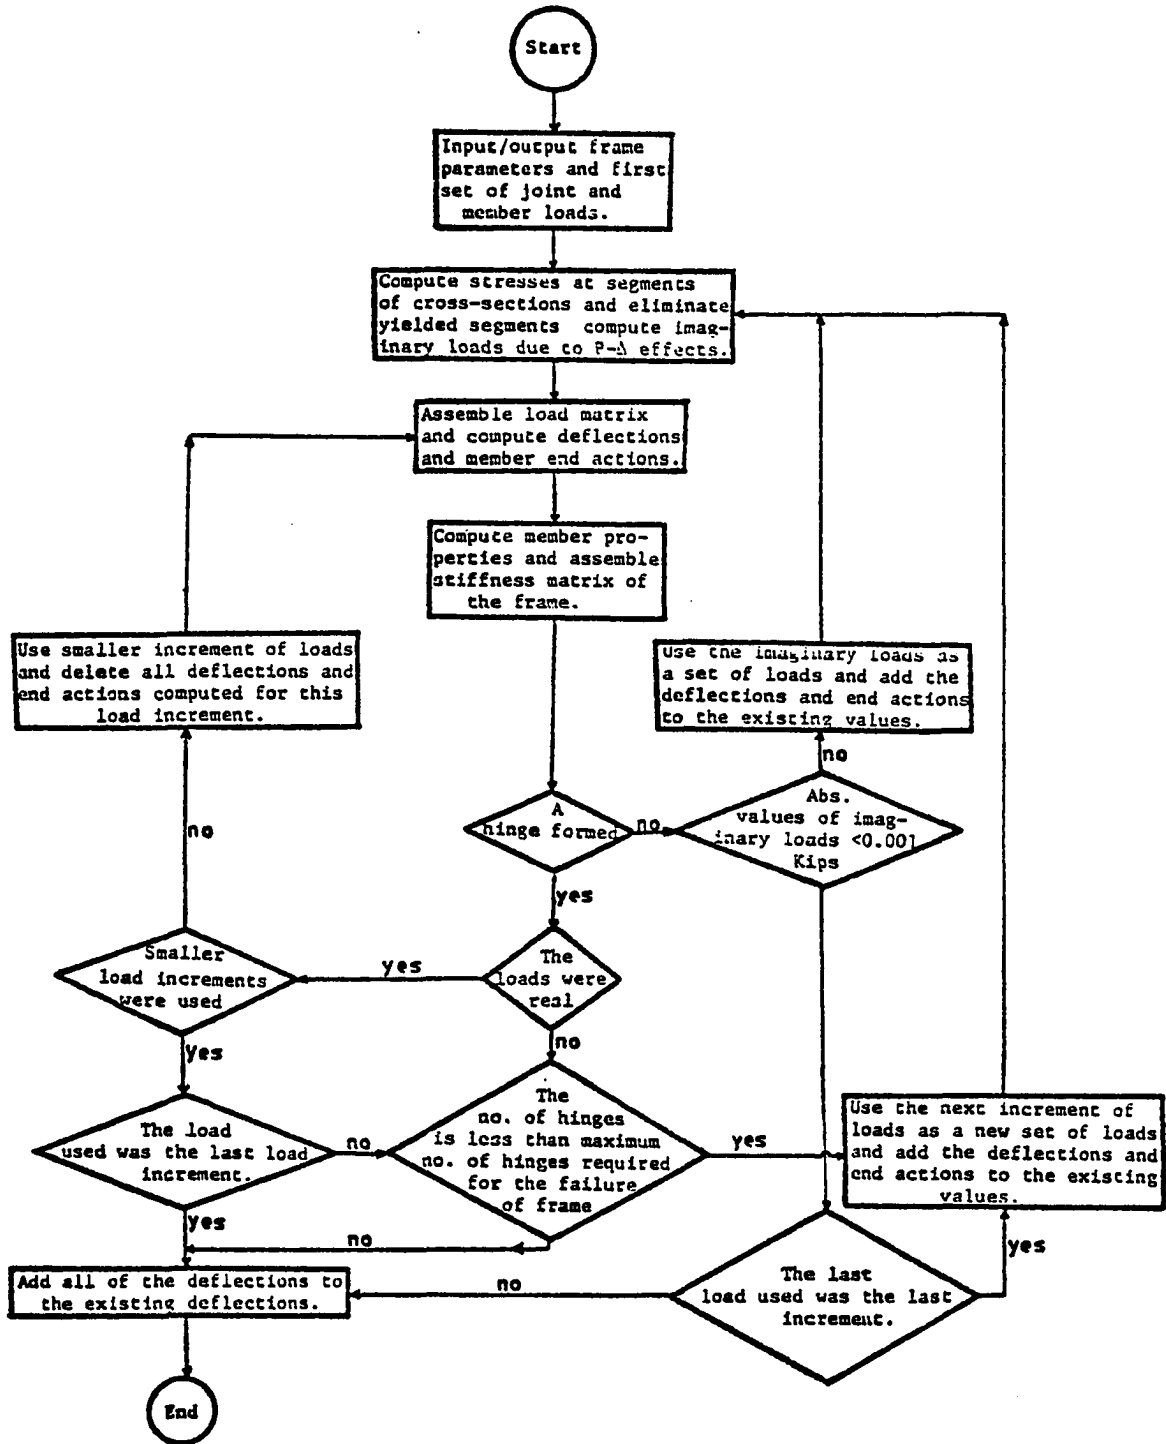 Start
Input/output frame
parameters and first
set of joint and
member loads.
Compute stresses at segments
of cross-sections and eliminate
yielded segments compute imag-
inary loads due to P-Δ effects.
Assemble load matrix
and compute deflections
and member end actions.
Compute member pro-
perties and assemble
stiffness matrix of
the frame.
Use smaller increment of loads
and delete all deflections and
end actions computed for this
load increment.
Use the imaginary loads as
a set of loads and add the
deflections and end actions
to the existing values.
no
no
A
hinge formed
no
Abs.
values of imag-
inary loads <0.001
Kips
yes
Smaller
load increments
were used
yes
The
loads were
real
yes
no
The load
used was the last load
increment.
no
The
no. of hinges
is less than maximum
no. of hinges required
for the failure
of frame
yes
Use the next increment of
loads as a new set of loads
and add the deflections and
end actions to the existing
values.
yes
no
yes
Add all of the deflections to
the existing deflections.
no
The last
load used was the last
increment.
End